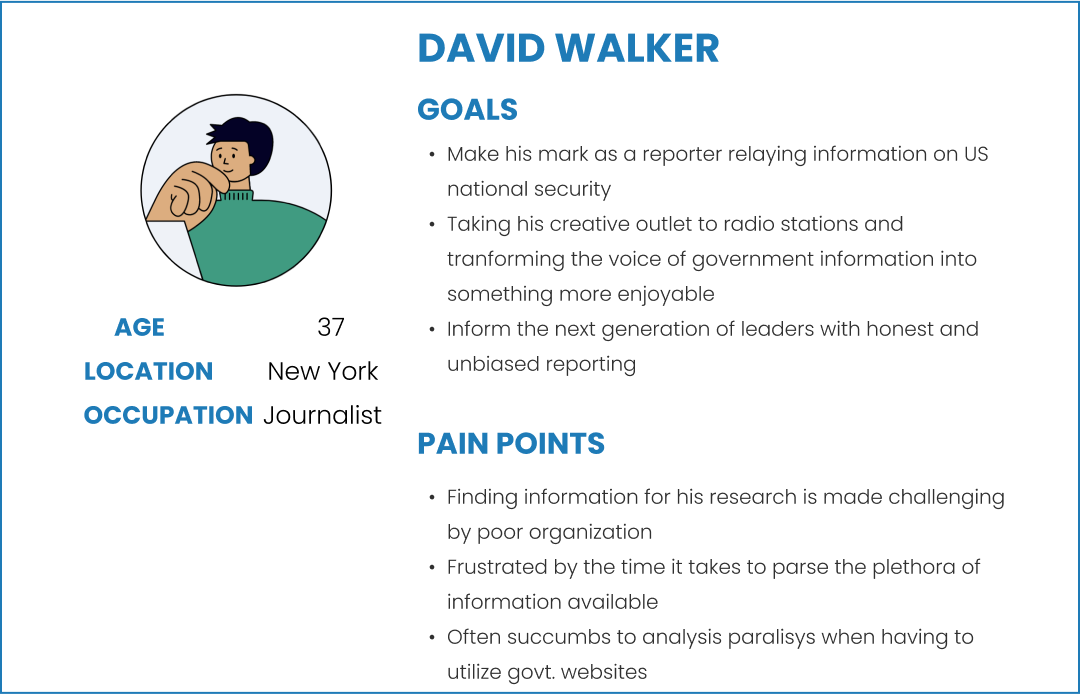 DAVID WALKER
GOALS
• Make his mark as a reporter relaying information on US
national security
• Taking his creative outlet to radio stations and
tranforming the voice of government information into
something more enjoyable
• Inform the next generation of leaders with honest and
unbiased reporting
AGE 37
LOCATION New York
OCCUPATION Journalist
PAIN POINTS
• Finding information for his research is made challenging
by poor organization
• Frustrated by the time it takes to parse the plethora of
information available
• Often succumbs to analysis paralisys when having to
utilize govt. websites